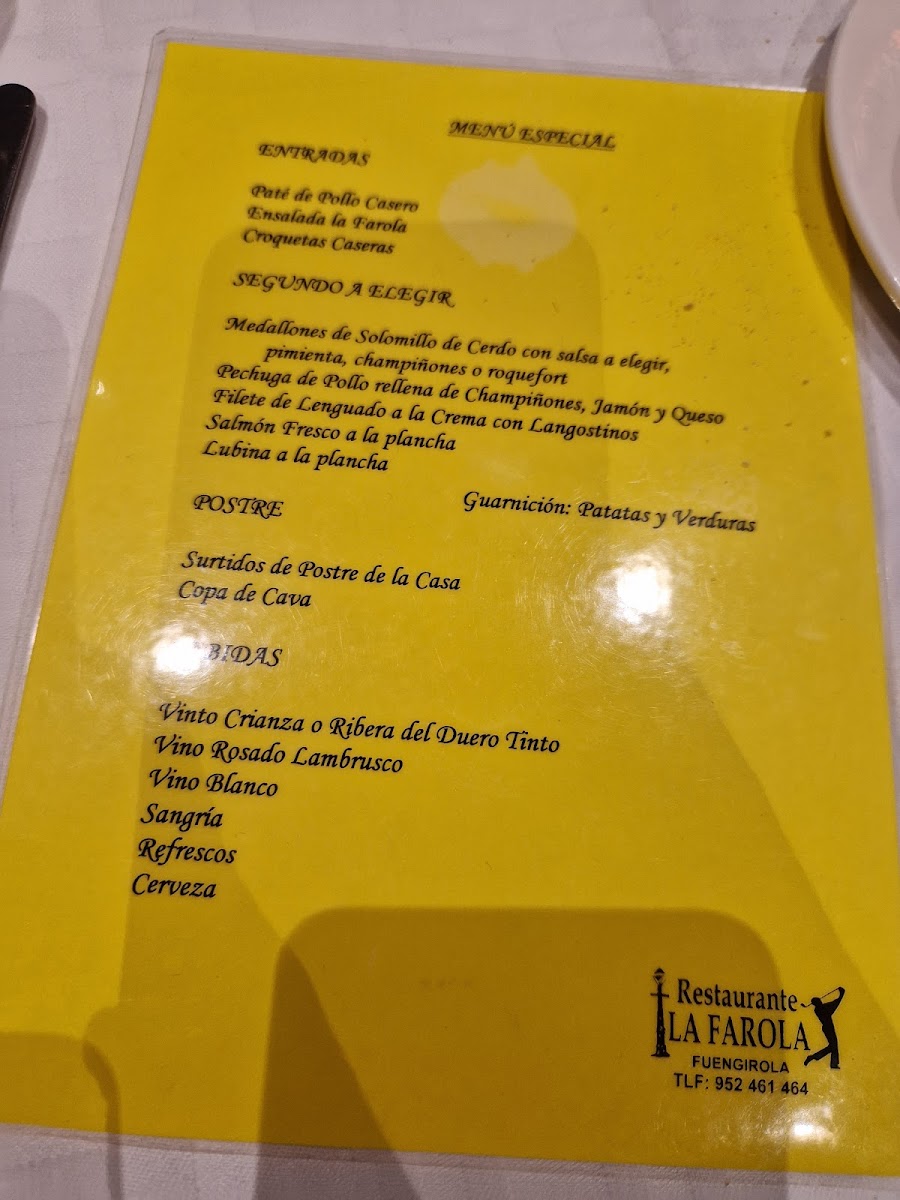 MENÚ ESPECIAL
ENTRADAS
Paté de Pollo Casero
Ensalada la Farola
Croquetas Caseras
SEGUNDO A ELEGIR
Medallones de Solomillo de Cerdo con salsa a elegir,
pimienta, champiñones o roquefort
Pechuga de Pollo rellena de Champiñones, Jamón y Queso
Filete de Lenguado a la Crema con Langostinos
Salmón Fresco a la plancha
Lubina a la plancha
Guarnición: Patatas y Verduras
POSTRE
Surtidos de Postre de la Casa
Copa de Cava
BIDAS
Vinto Crianza o Ribera del Duero Tinto
Vino Rosado Lambrusco
Vino Blanco
Sangría
Refrescos
Cerveza
Restaurante
LA FAROLA
FUENGIROLA
TLF: 952 461 464